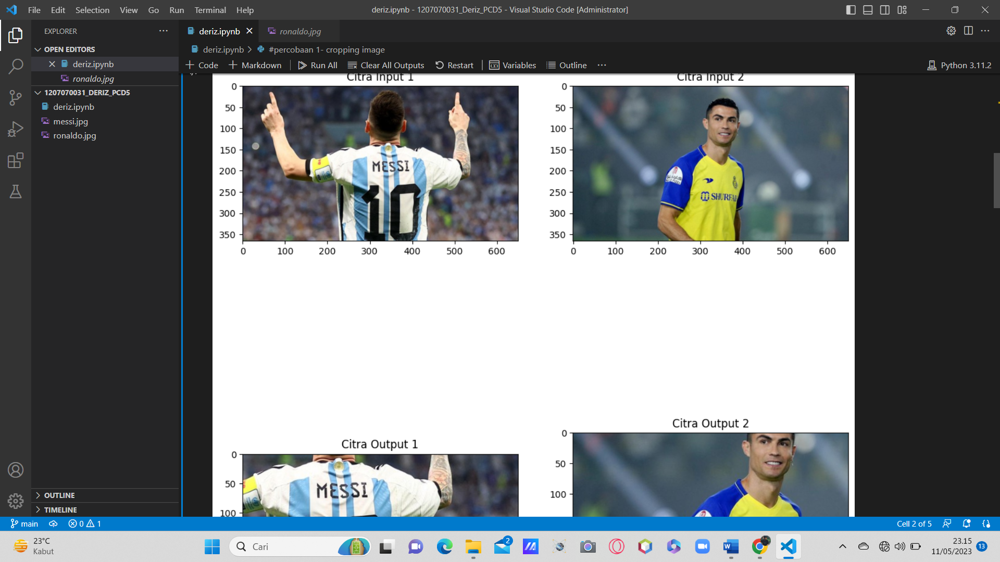 File Edit Selection View Go Run Terminal Help
deriz.ipynb - 1207070031_Deriz_PCD5 - Visual Studio Code [Administrator]
EXPLORER
OPEN EDITORS
deriz.ipynb
ronaldo.jpg
1207070031_DERIZ_PCD5
deriz.ipynb
messi.jpg
ronaldo.jpg
OUTLINE
TIMELINE
deriz.ipynb
ronaldo.jpg
deriz.ipynb > #percobaan 1- cropping image
+ Code + Markdown Run All Clear All Outputs Restart Variables Outline ...
Python 3.11.2
Citra Input 1
0
50
100
150
200
250
300
350
0 100 200 300 400 500 600
MESSI
10
Citra Input 2
0
50
100
150
200
250
300
350
0 100 200 300 400 500 600
SHURFA
Citra Output 1
0
50
100
MESSI
Citra Output 2
0
50
100
main 0 1
Cell 2 of 5
23°C
Kabut
Cari
2
23.15
11/05/2023
13